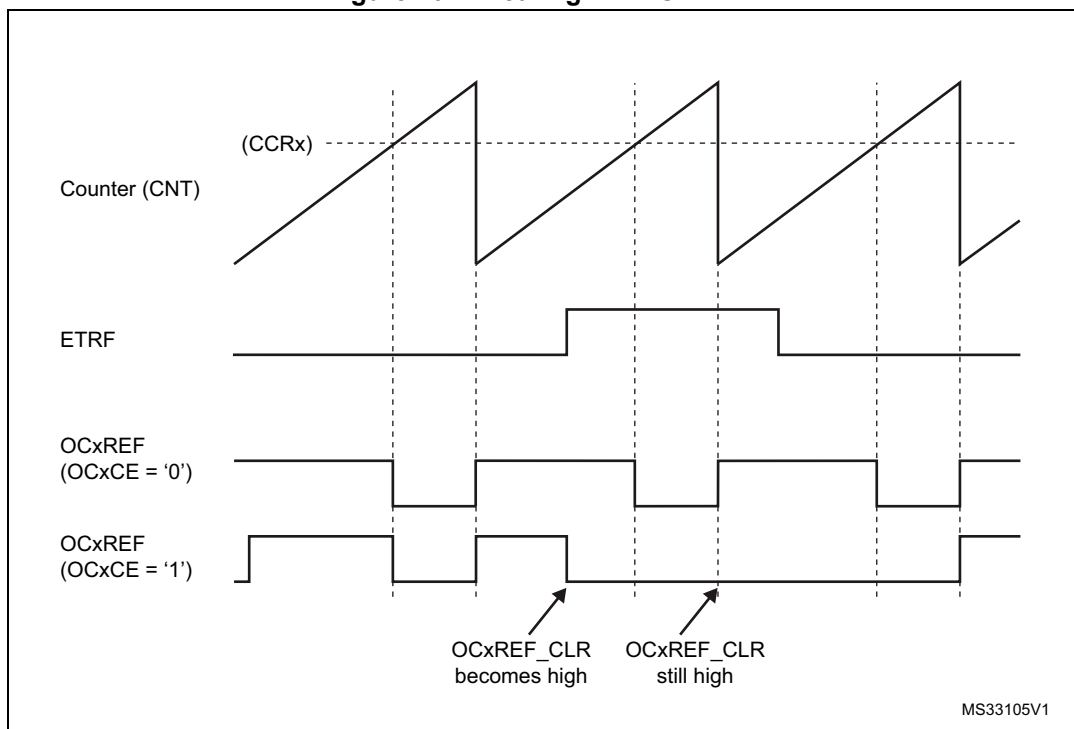 (CCRx)
Counter (CNT)
ETRF
OCxREF
(OCxCE = ‘0’)
OCxREF
(OCxCE = ‘1’)
OCxREF_CLR
becomes high
OCxREF_CLR
still high
MS33105V1